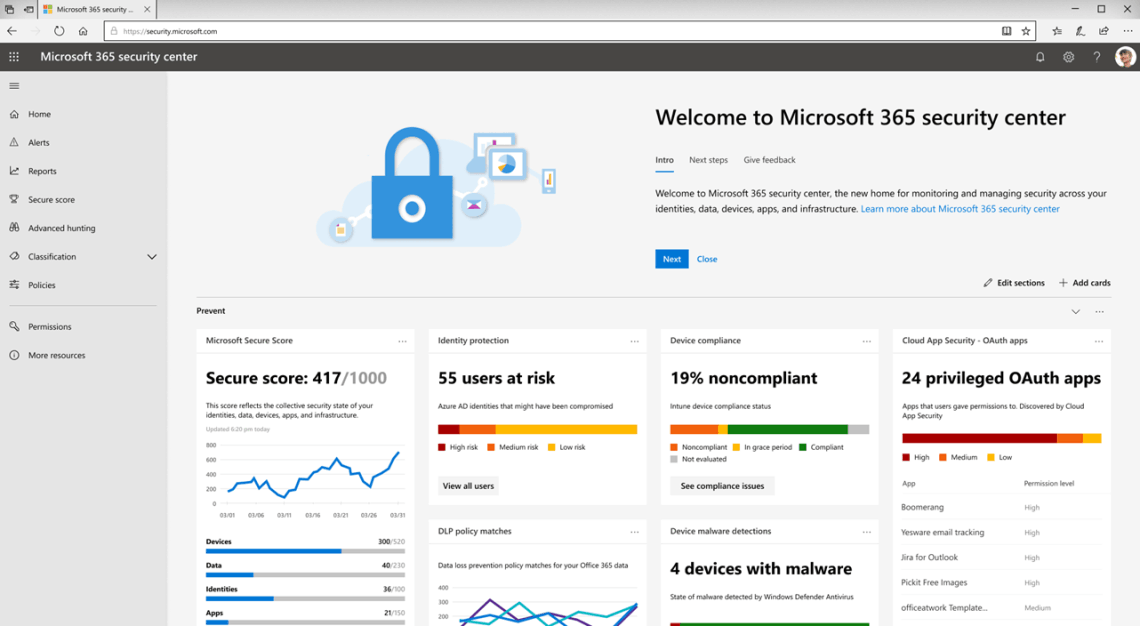 Microsoft 365 security ...
https://security.microsoft.com
Microsoft 365 security center
Home
Alerts
Reports
Secure score
Advanced hunting
Classification
Policies
Permissions
More resources
Welcome to Microsoft 365 security center
Intro Next steps Give feedback
Welcome to Microsoft 365 security center, the new home for monitoring and managing security across your
identities, data, devices, apps, and infrastructure. Learn more about Microsoft 365 security center
Next Close
Edit sections + Add cards
Prevent
Microsoft Secure Score
Secure score: 417/1000
This score reflects the collective security state of your
identities, data, devices, apps, and infrastructure.
Updated 6:20 pm today
800
600
400
200
0
03/01 03/06 03/11 03/16 03/21 03/26 03/31
Devices 300/520
Data 40/230
Identities 36/100
Apps 21/150
Identity protection
55 users at risk
Azure AD identities that might have been compromised
High risk Medium risk Low risk
View all users
DLP policy matches
Data loss prevention policy matches for your Office 365 data
400
300
200
Device compliance
19% noncompliant
Intune device compliance status
Noncompliant In grace period Compliant
Not evaluated
See compliance issues
Device malware detections
4 devices with malware
State of malware detected by Windows Defender Antivirus
Cloud App Security - OAuth apps
24 privileged OAuth apps
Apps that users gave permissions to. Discovered by Cloud
App Security
High Medium Low
App Permission level
Boomerang High
Yesware email tracking High
Jira for Outlook High
Pickit Free Images High
officeatwork Template... Medium